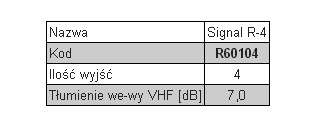 Nazwa Signal R-4
Kod R60104
Ilość wyjść 4
Tłumienie we-wy VHF [dB] 7,0